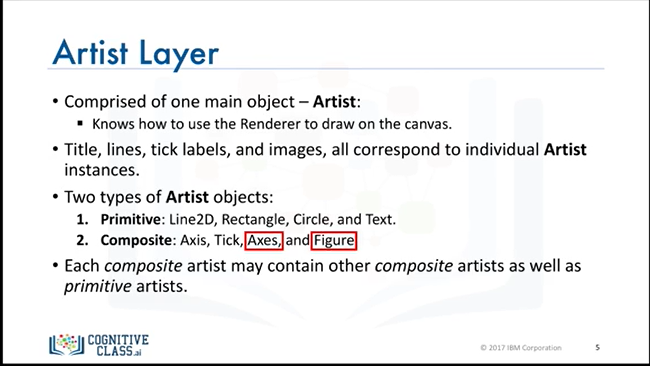 Artist Layer
• Comprised of one main object – Artist:
▪ Knows how to use the Renderer to draw on the canvas.
• Title, lines, tick labels, and images, all correspond to individual Artist
instances.
• Two types of Artist objects:
1. Primitive: Line2D, Rectangle, Circle, and Text.
2. Composite: Axis, Tick, Axes, and Figure
• Each composite artist may contain other composite artists as well as
primitive artists.
COGNITIVE
CLASS.ai
© 2017 IBM Corporation
5